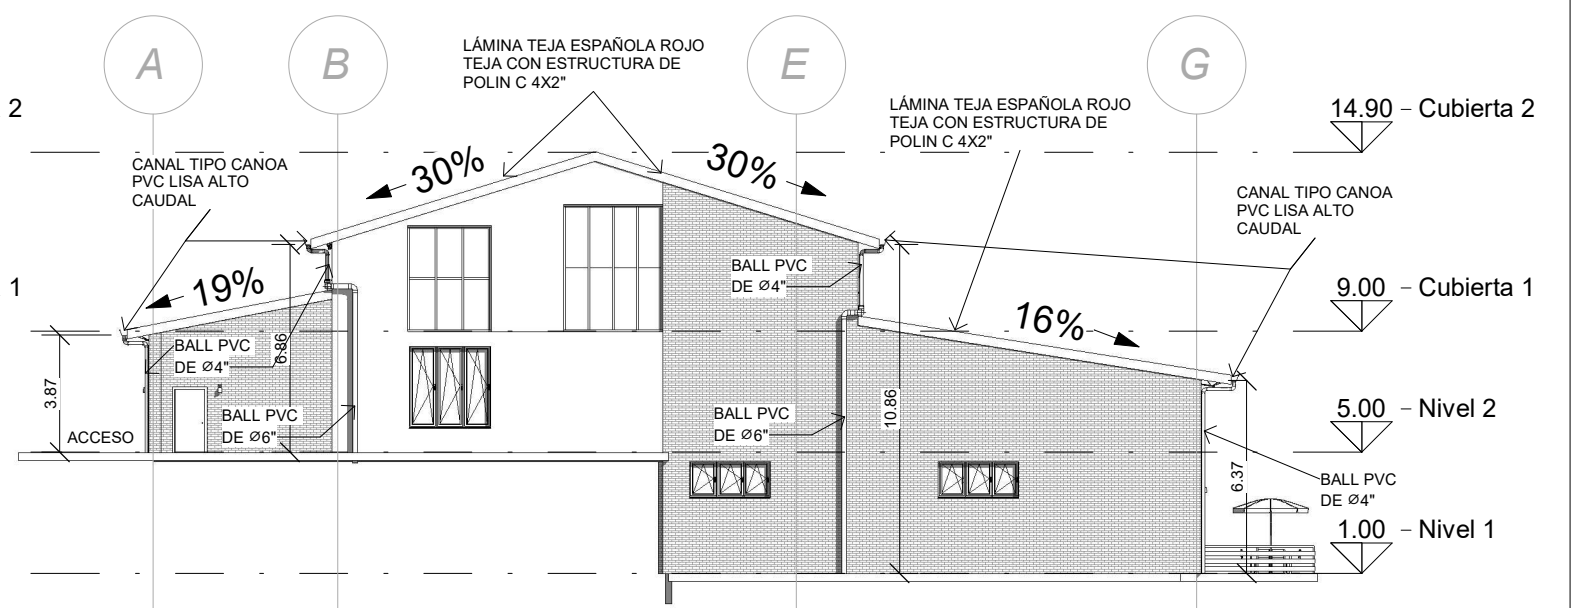 A
B
E
G
LÁMINA TEJA ESPAÑOLA ROJO
TEJA CON ESTRUCTURA DE
POLIN C 4X2"
LÁMINA TEJA ESPAÑOLA ROJO
TEJA CON ESTRUCTURA DE
POLIN C 4X2"
2
14.90 – Cubierta 2
CANAL TIPO CANOA
PVC LISA ALTO
CAUDAL
30%
30%
CANAL TIPO CANOA
PVC LISA ALTO
CAUDAL
BALL PVC
DE Ø4"
1
19%
9.00 – Cubierta 1
16%
6.86
BALL PVC
DE Ø4"
3.87
BALL PVC
DE Ø6"
BALL PVC
DE Ø6"
10.86
5.00 – Nivel 2
ACCESO
6.37
BALL PVC
DE Ø4"
1.00 – Nivel 1